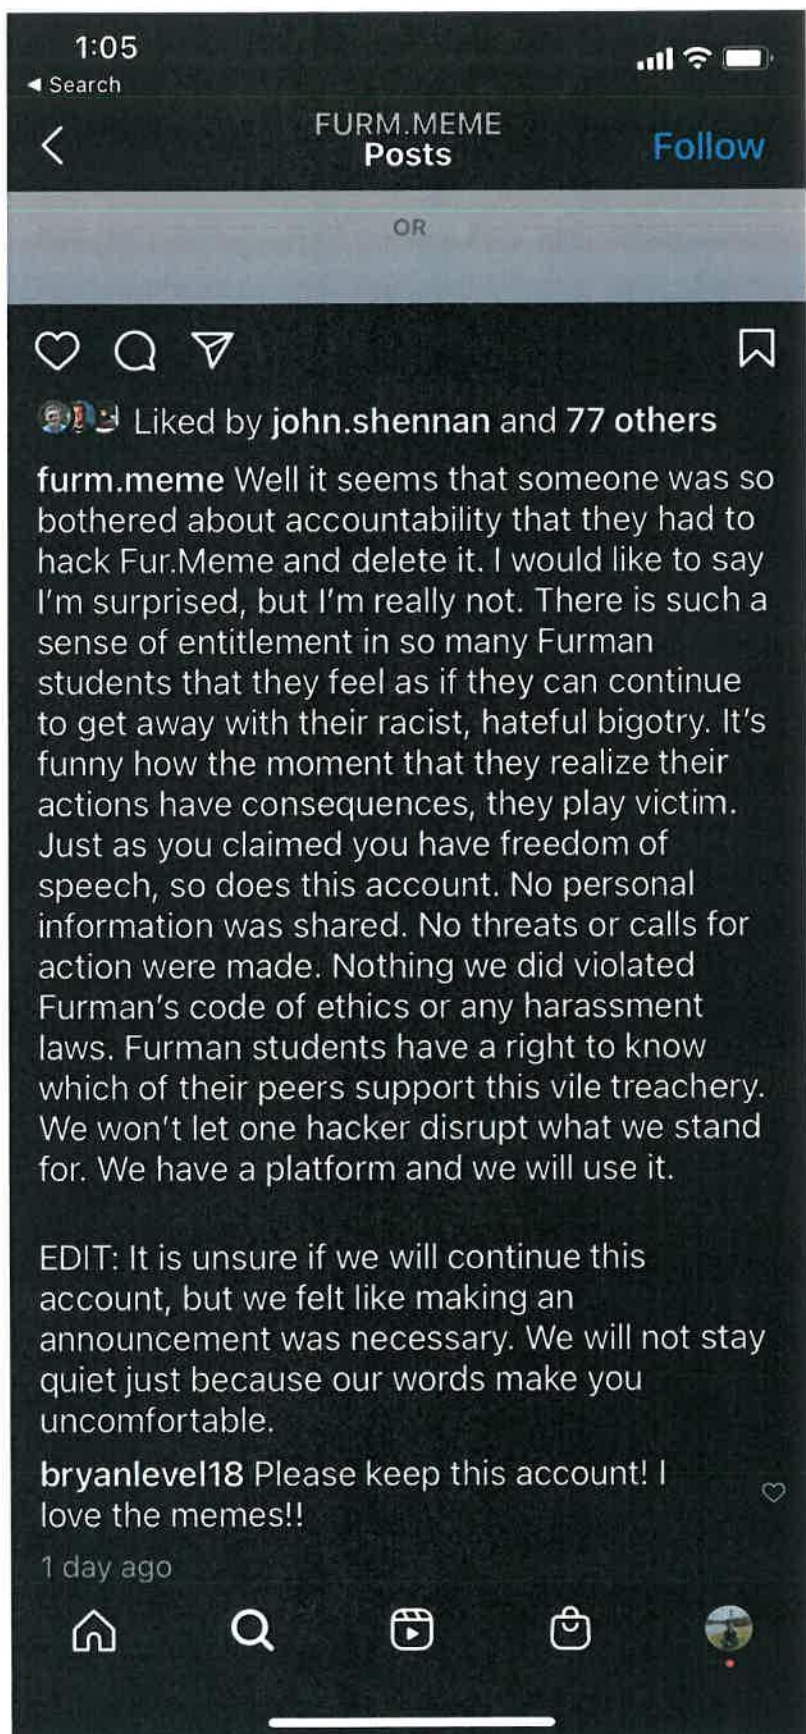 1:05
◀ Search
FURM.MEME
Posts
Follow
OR
Liked by john.shennan and 77 others
furm.meme Well it seems that someone was so
bothered about accountability that they had to
hack Fur.Meme and delete it. I would like to say
I'm surprised, but I'm really not. There is such a
sense of entitlement in so many Furman
students that they feel as if they can continue
to get away with their racist, hateful bigotry. It's
funny how the moment that they realize their
actions have consequences, they play victim.
Just as you claimed you have freedom of
speech, so does this account. No personal
information was shared. No threats or calls for
action were made. Nothing we did violated
Furman's code of ethics or any harassment
laws. Furman students have a right to know
which of their peers support this vile treachery.
We won't let one hacker disrupt what we stand
for. We have a platform and we will use it.
EDIT: It is unsure if we will continue this
account, but we felt like making an
announcement was necessary. We will not stay
quiet just because our words make you
uncomfortable.
bryanlevel18 Please keep this account! I
love the memes!!
1 day ago